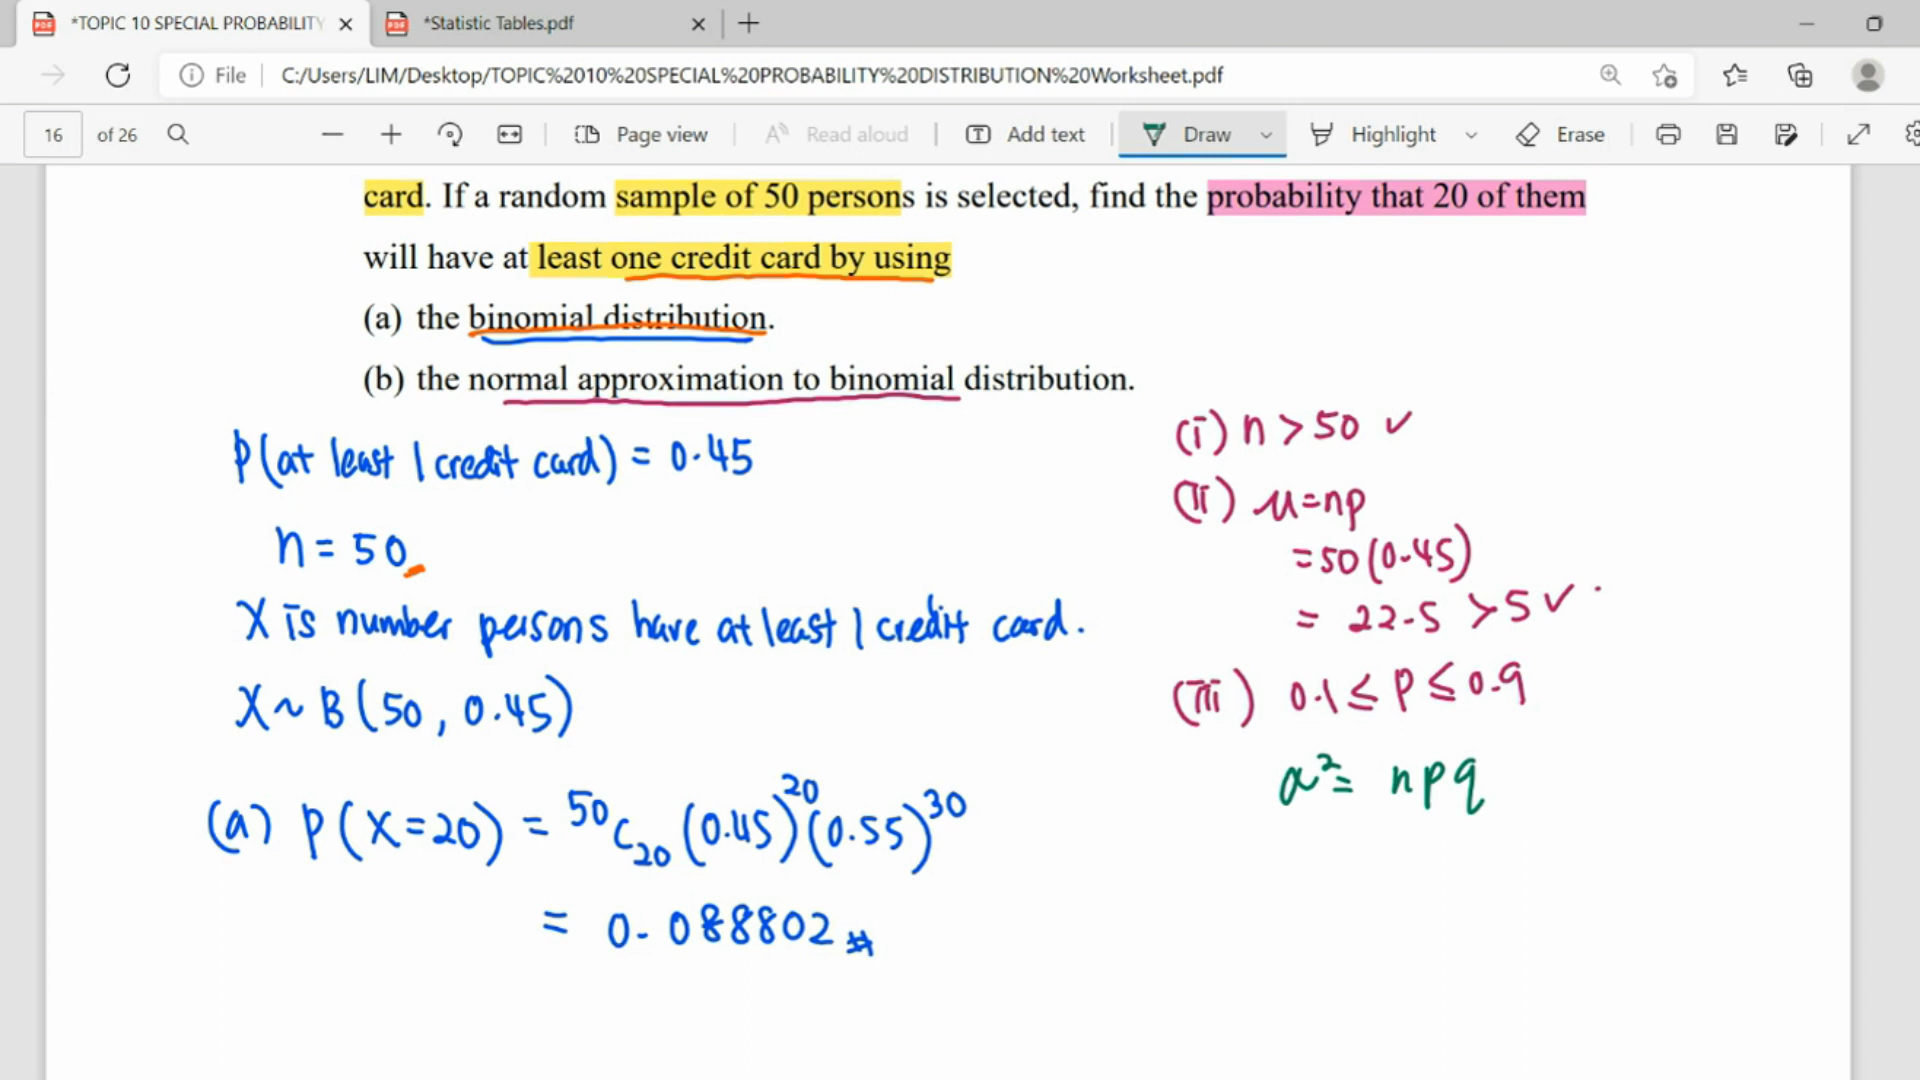 *TOPIC 10 SPECIAL PROBABILITY
*Statistic Tables.pdf
File
C:/Users/LIM/Desktop/TOPIC%2010%20SPECIAL%20PROBABILITY%20DISTRIBUTION%20Worksheet.pdf
16 of 26
Page view
Read aloud
Add text
Draw
Highlight
Erase
card. If a random sample of 50 persons is selected, find the probability that 20 of them
will have at least one credit card by using
(a) the binomial distribution.
(b) the normal approximation to binomial distribution.
P(at least 1 credit card) = 0.45
n = 50
X is number persons have at least 1 credit card.
X ~ B(50, 0.45)
(a) P(X=20) = ⁵⁰C₂₀ (0.45)²⁰ (0.55)³⁰
= 0.088802 #
(i) n > 50 ✓
(ii) μ = np
= 50(0.45)
= 22.5 > 5 ✓
(iii) 0.1 ≤ P ≤ 0.9
σ² = npq